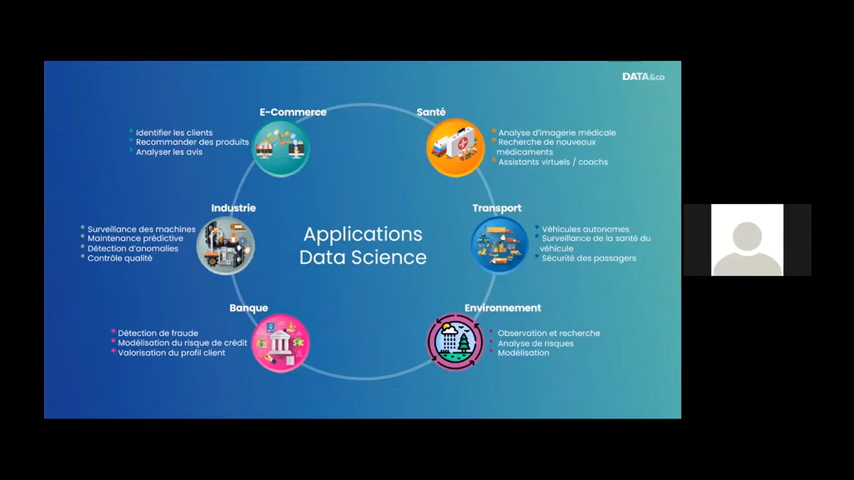 DATA&co
E-Commerce
Identifier les clients
Recommander des produits
Analyser les avis
Santé
Analyse d'imagerie médicale
Recherche de nouveaux
médicaments
Assistants virtuels / coachs
Industrie
Surveillance des machines
Maintenance prédictive
Détection d'anomalies
Contrôle qualité
Applications
Data Science
Transport
Véhicules autonomes
Surveillance de la santé du
véhicule
Sécurité des passagers
Banque
Détection de fraude
Modélisation du risque de crédit
Valorisation du profil client
Environnement
Observation et recherche
Analyse de risques
Modélisation